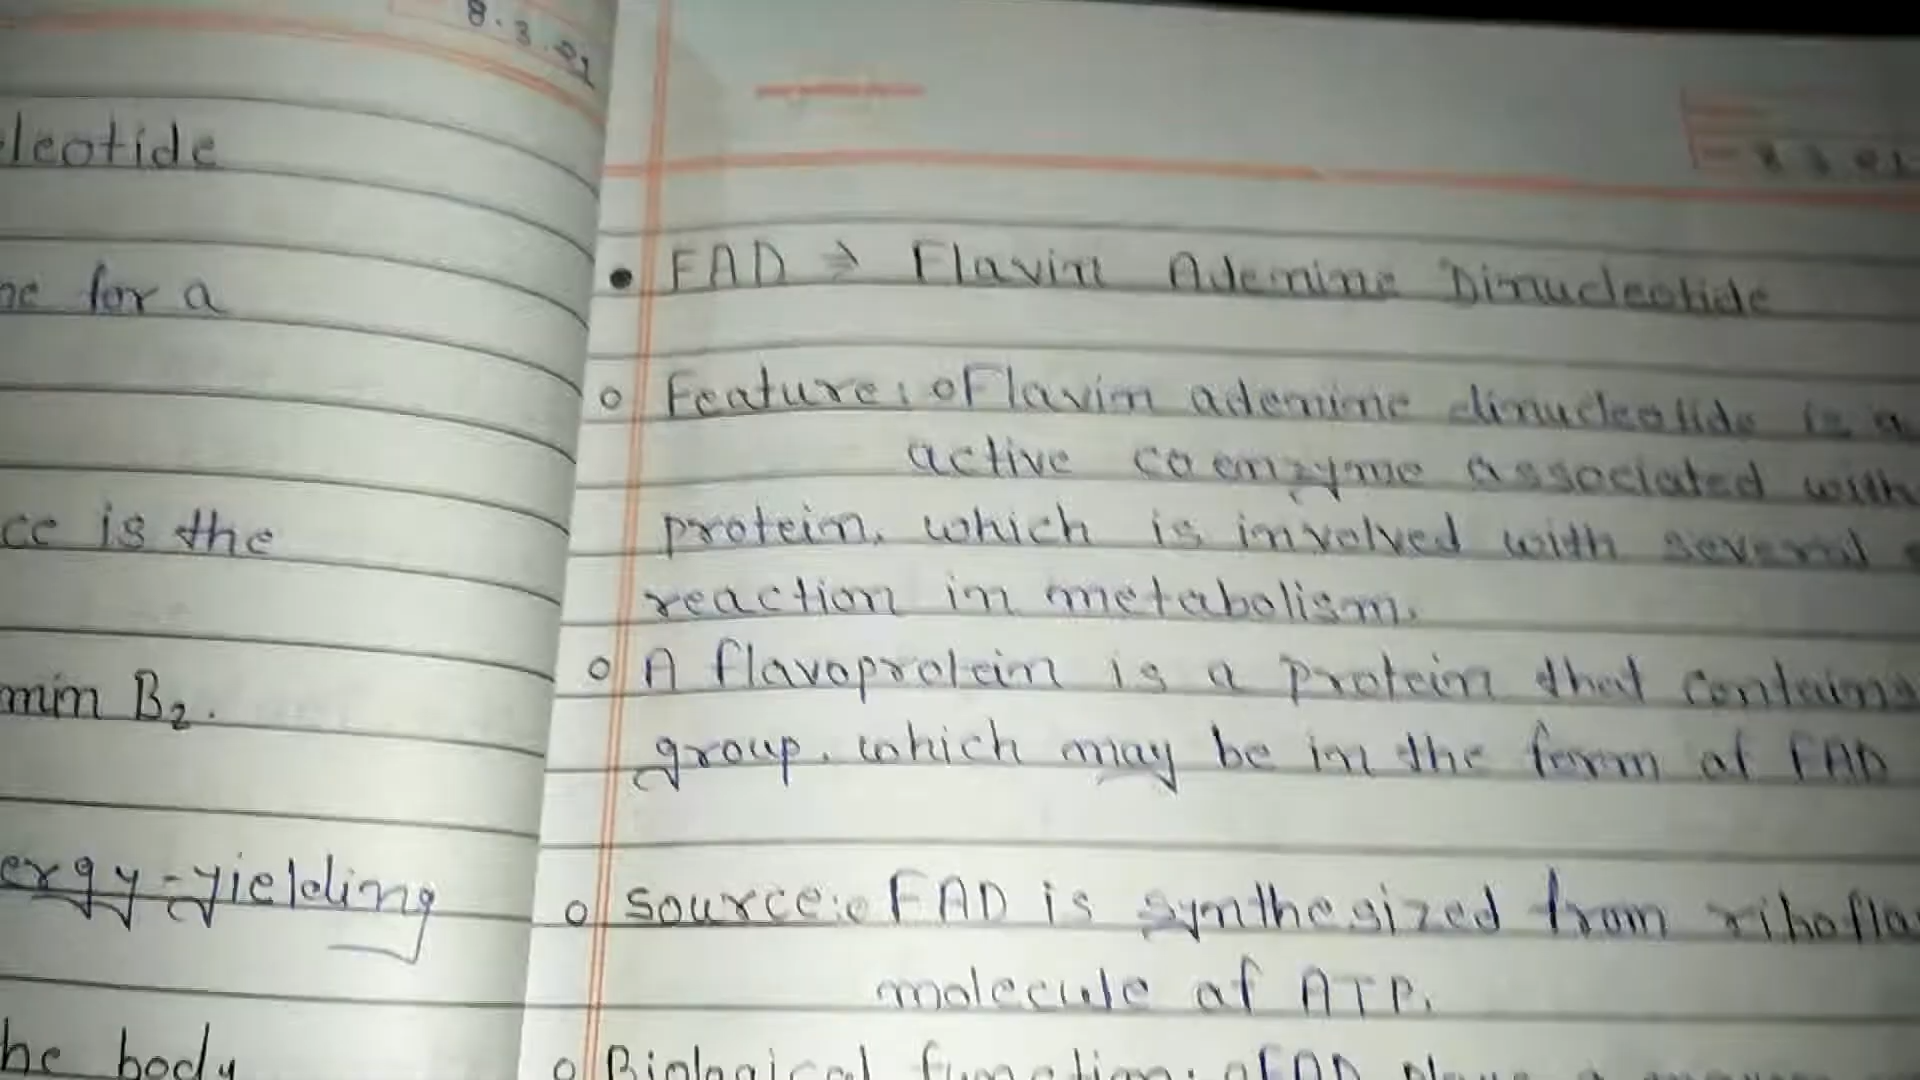 8.3.21
leotide
for a
ce is the
min B₂.
ergy-yielding
he body
• FAD → Flavin Adenine Dinucleotide
o Feature: o Flavin adenine dinucleotide is a
active coenzyme associated with
protein, which is involved with several
reaction in metabolism.
o A flavoprotein is a protein that contains
group, which may be in the form of FAD
o Source: o FAD is synthesized from ribofla
molecule of ATP.
o Biological function: o FAD plays a